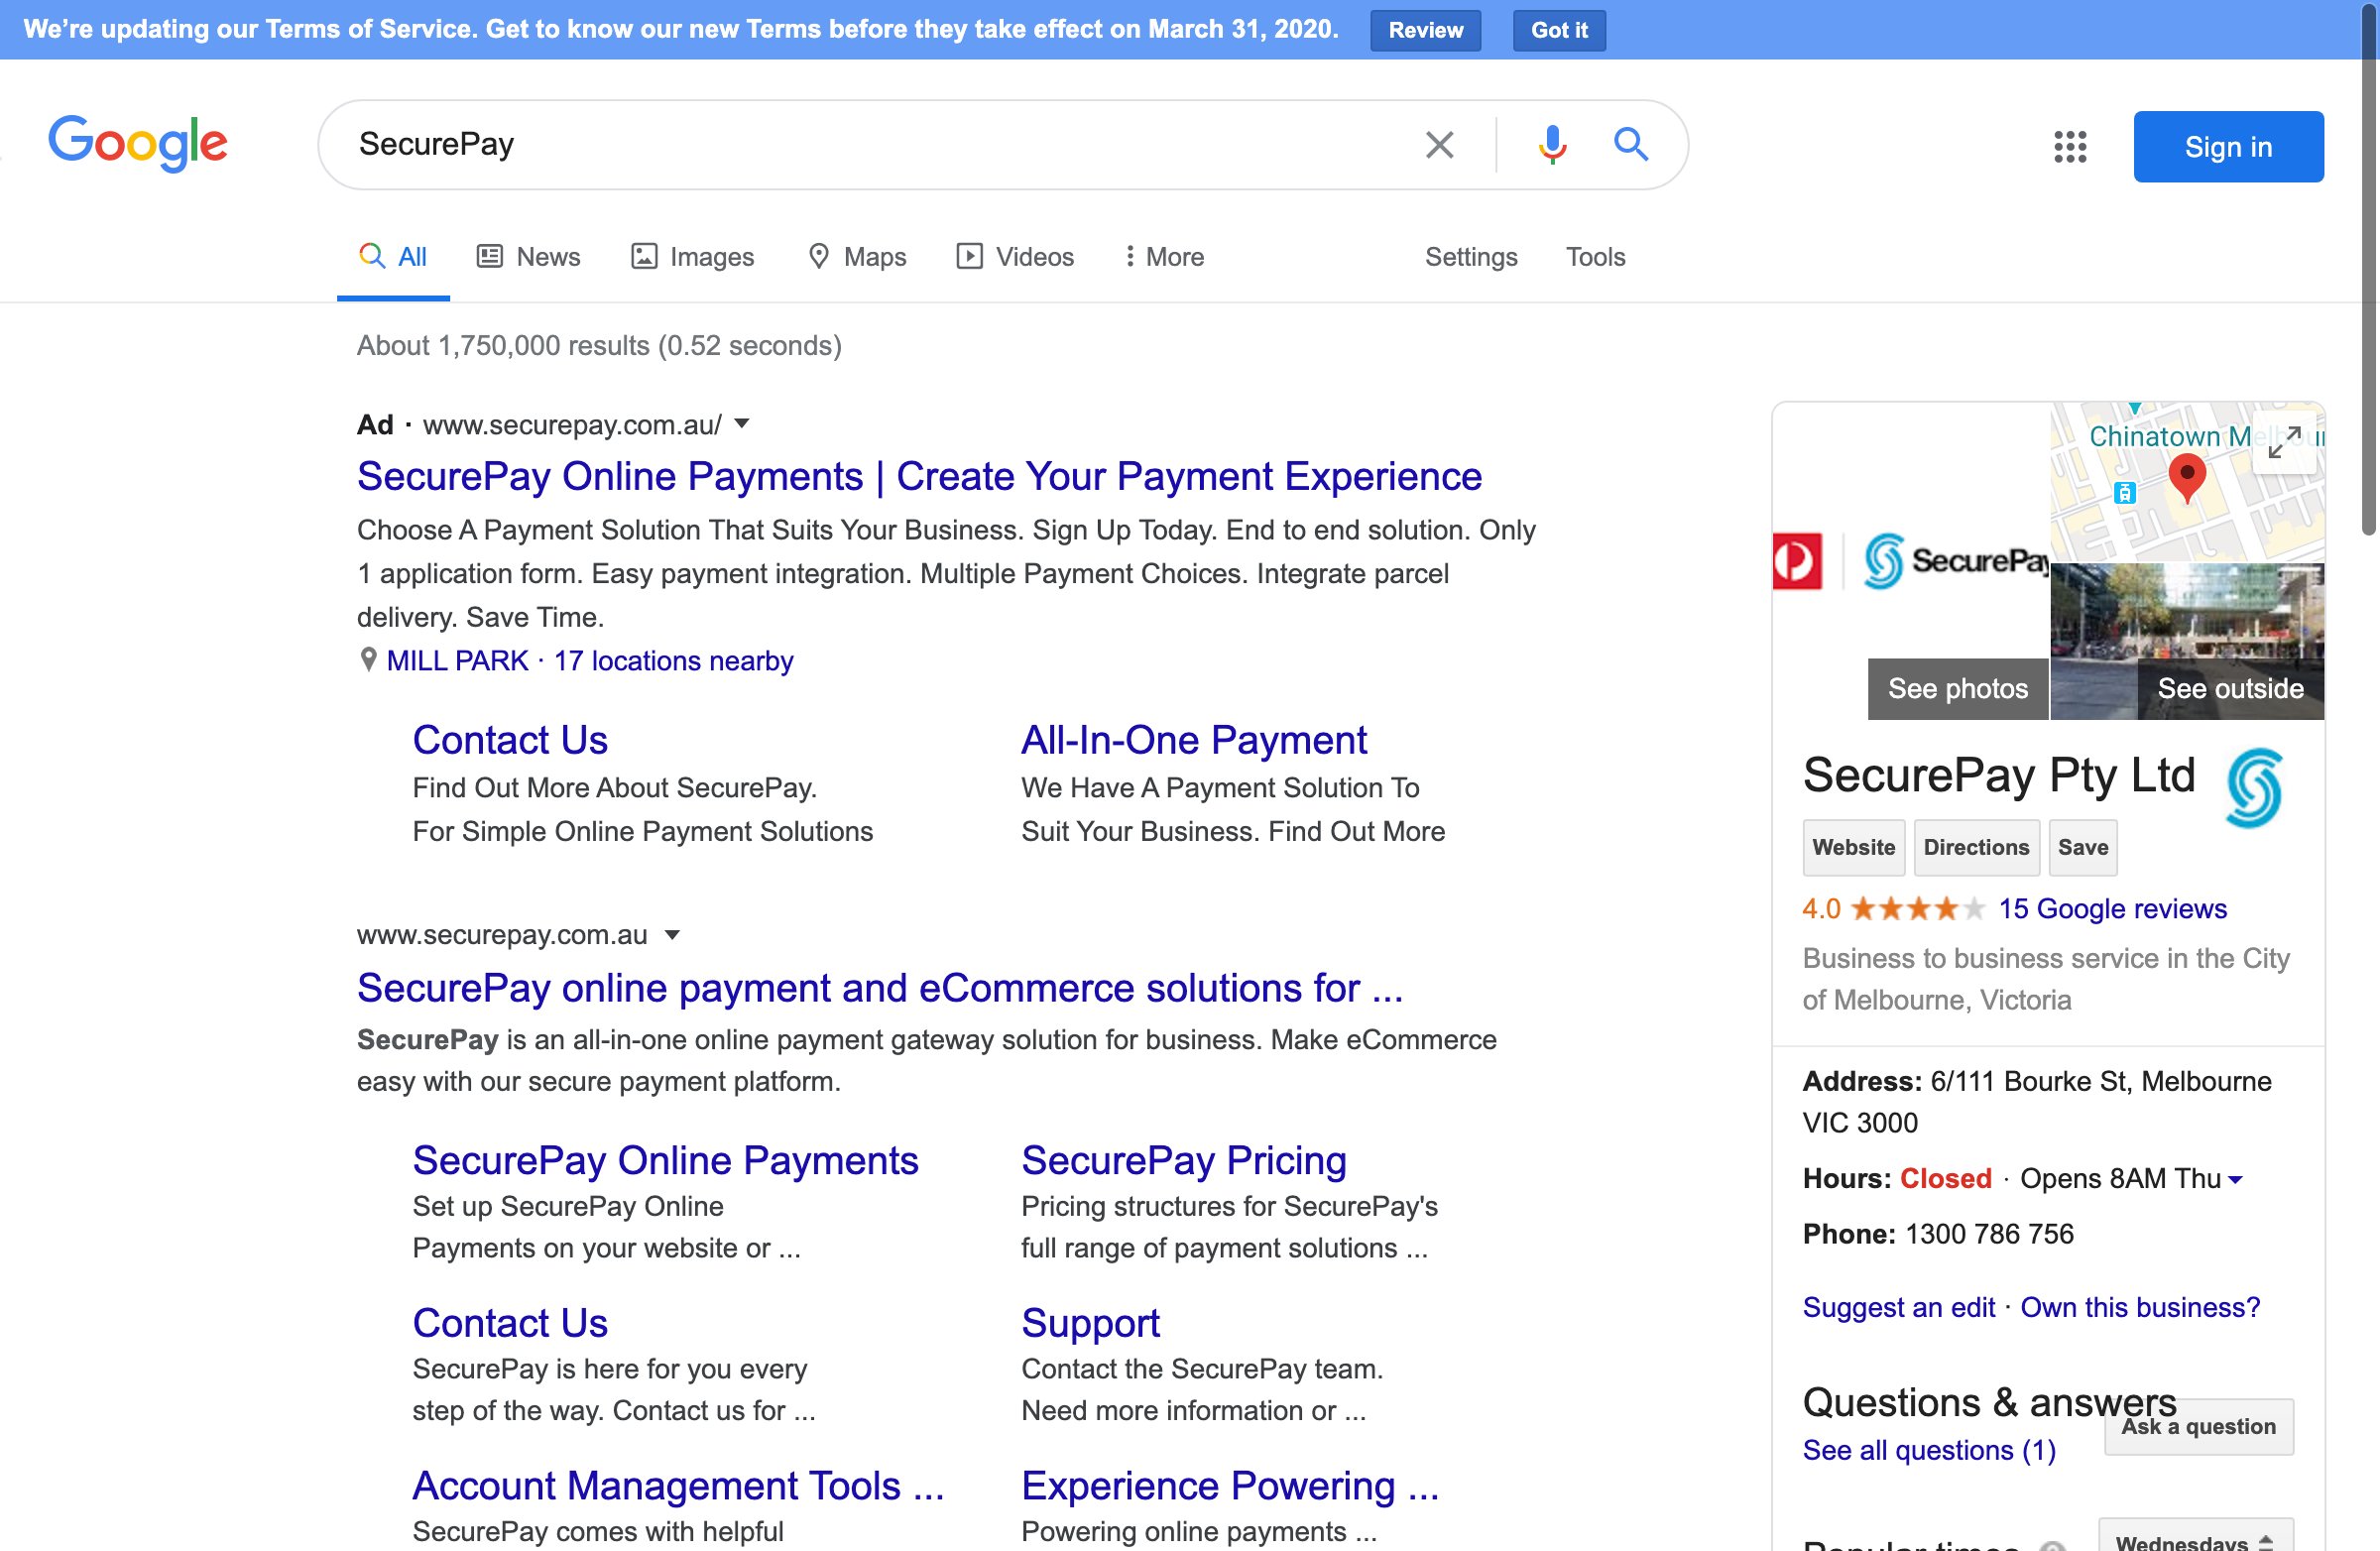 We're updating our Terms of Service. Get to know our new Terms before they take effect on March 31, 2020. Review Got it
Google
SecurePay
Sign in
All News Images Maps Videos More Settings Tools
About 1,750,000 results (0.52 seconds)
Ad · www.securepay.com.au/
SecurePay Online Payments | Create Your Payment Experience
Choose A Payment Solution That Suits Your Business. Sign Up Today. End to end solution. Only
1 application form. Easy payment integration. Multiple Payment Choices. Integrate parcel
delivery. Save Time.
MILL PARK · 17 locations nearby
Contact Us
Find Out More About SecurePay.
For Simple Online Payment Solutions
All-In-One Payment
We Have A Payment Solution To
Suit Your Business. Find Out More
www.securepay.com.au
SecurePay online payment and eCommerce solutions for ...
SecurePay is an all-in-one online payment gateway solution for business. Make eCommerce
easy with our secure payment platform.
SecurePay Online Payments
Set up SecurePay Online
Payments on your website or ...
SecurePay Pricing
Pricing structures for SecurePay's
full range of payment solutions ...
Contact Us
SecurePay is here for you every
step of the way. Contact us for ...
Support
Contact the SecurePay team.
Need more information or ...
Account Management Tools ...
SecurePay comes with helpful
Experience Powering ...
Powering online payments ...
Chinatown
SecurePay
See photos
See outside
SecurePay Pty Ltd
Website Directions Save
4.0 15 Google reviews
Business to business service in the City
of Melbourne, Victoria
Address: 6/111 Bourke St, Melbourne
VIC 3000
Hours: Closed · Opens 8AM Thu
Phone: 1300 786 756
Suggest an edit · Own this business?
Questions & answers
Ask a question
See all questions (1)
Popular times
Wednesdays